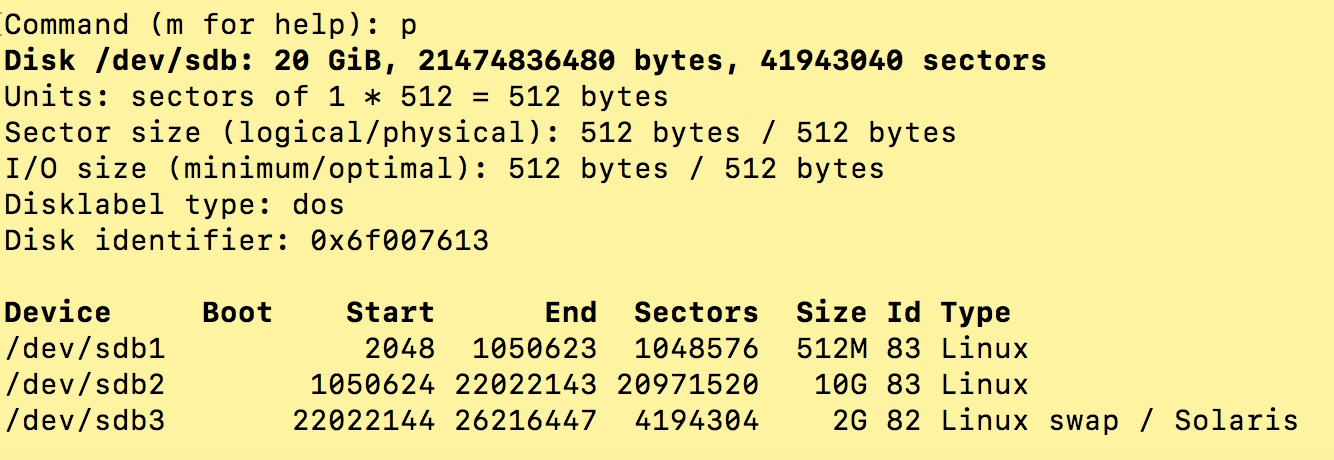 Command (m for help): p
Disk /dev/sdb: 20 GiB, 21474836480 bytes, 41943040 sectors
Units: sectors of 1 * 512 = 512 bytes
Sector size (logical/physical): 512 bytes / 512 bytes
I/O size (minimum/optimal): 512 bytes / 512 bytes
Disklabel type: dos
Disk identifier: 0x6f007613
Device     Boot    Start      End  Sectors  Size Id Type
/dev/sdb1           2048  1050623  1048576  512M 83 Linux
/dev/sdb2        1050624 22022143 20971520   10G 83 Linux
/dev/sdb3       22022144 26216447  4194304    2G 82 Linux swap / Solaris